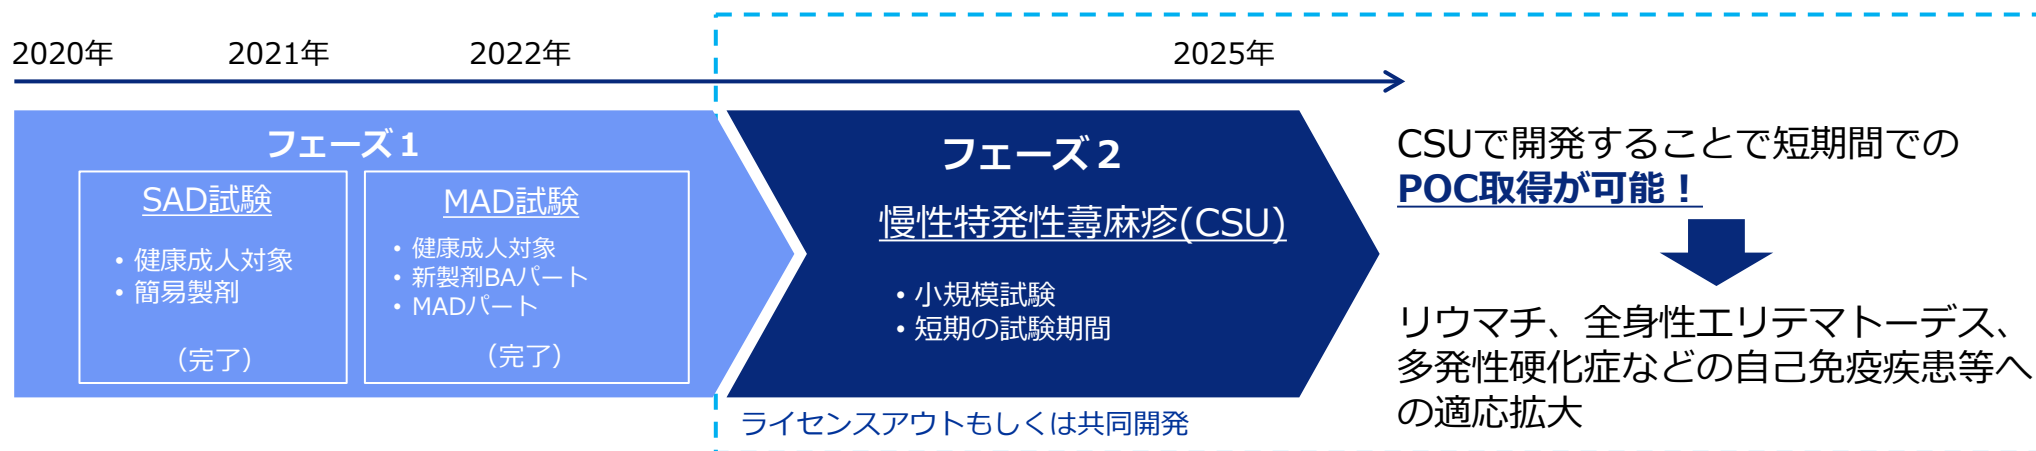 2020年
2021年
2022年
2025年
フェーズ１
SAD試験
・健康成人対象
・簡易製剤
（完了）
MAD試験
・健康成人対象
・新製剤BAパート
・MADパート
（完了）
フェーズ２
慢性特発性蕁麻疹(CSU)
・小規模試験
・短期の試験期間
ライセンスアウトもしくは共同開発
CSUで開発することで短期間での
POC取得が可能！
リウマチ、全身性エリテマトーデス、
多発性硬化症などの自己免疫疾患等へ
の適応拡大